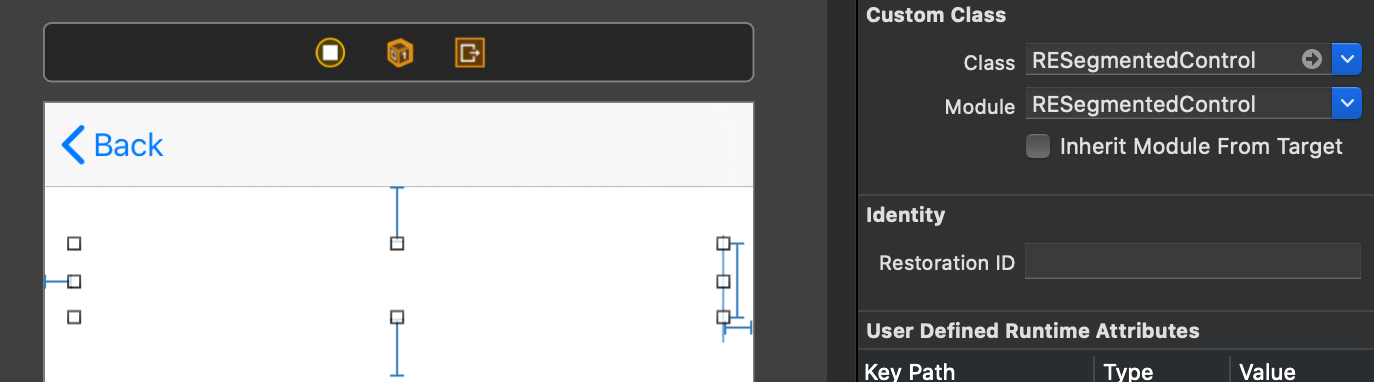 Custom Class
Class RESegmentedControl
Module RESegmentedControl
Inherit Module From Target
Back
Identity
Restoration ID
User Defined Runtime Attributes
Key Path Type Value